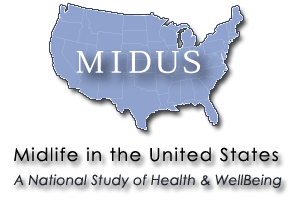 MIDUS
Midlife in the United States
A National Study of Health & WellBeing